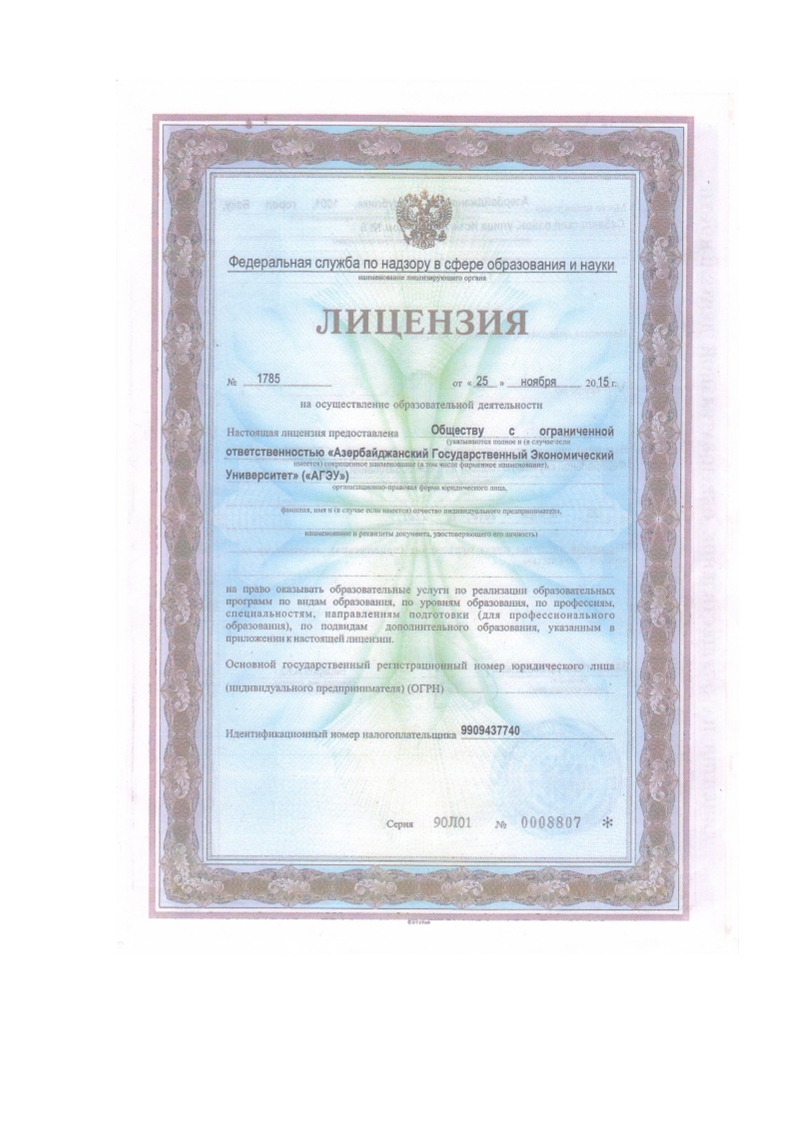 Федеральная служба по надзору в сфере образования и науки
наименование лицензирующего органа
ЛИЦЕНЗИЯ
№ 1785 от « 25 » ноября 2015 г.
на осуществление образовательной деятельности
Настоящая лицензия предоставлена Обществу с ограниченной
(указываются полное и (в случае если
ответственностью «Азербайджанский Государственный Экономический
имеется) сокращенное наименование (в том числе фирменное наименование),
Университет» («АГЭУ»)
организационно-правовая форма юридического лица,
фамилия, имя и (в случае если имеется) отчество индивидуального предпринимателя,
наименование и реквизиты документа, удостоверяющего его личность)
на право оказывать образовательные услуги по реализации образовательных
программ по видам образования, по уровням образования, по профессиям,
специальностям, направлениям подготовки (для профессионального
образования), по подвидам дополнительного образования, указанным в
приложении к настоящей лицензии.
Основной государственный регистрационный номер юридического лица
(индивидуального предпринимателя) (ОГРН)
Идентификационный номер налогоплательщика 9909437740
Серия 90Л01 № 0008807 *